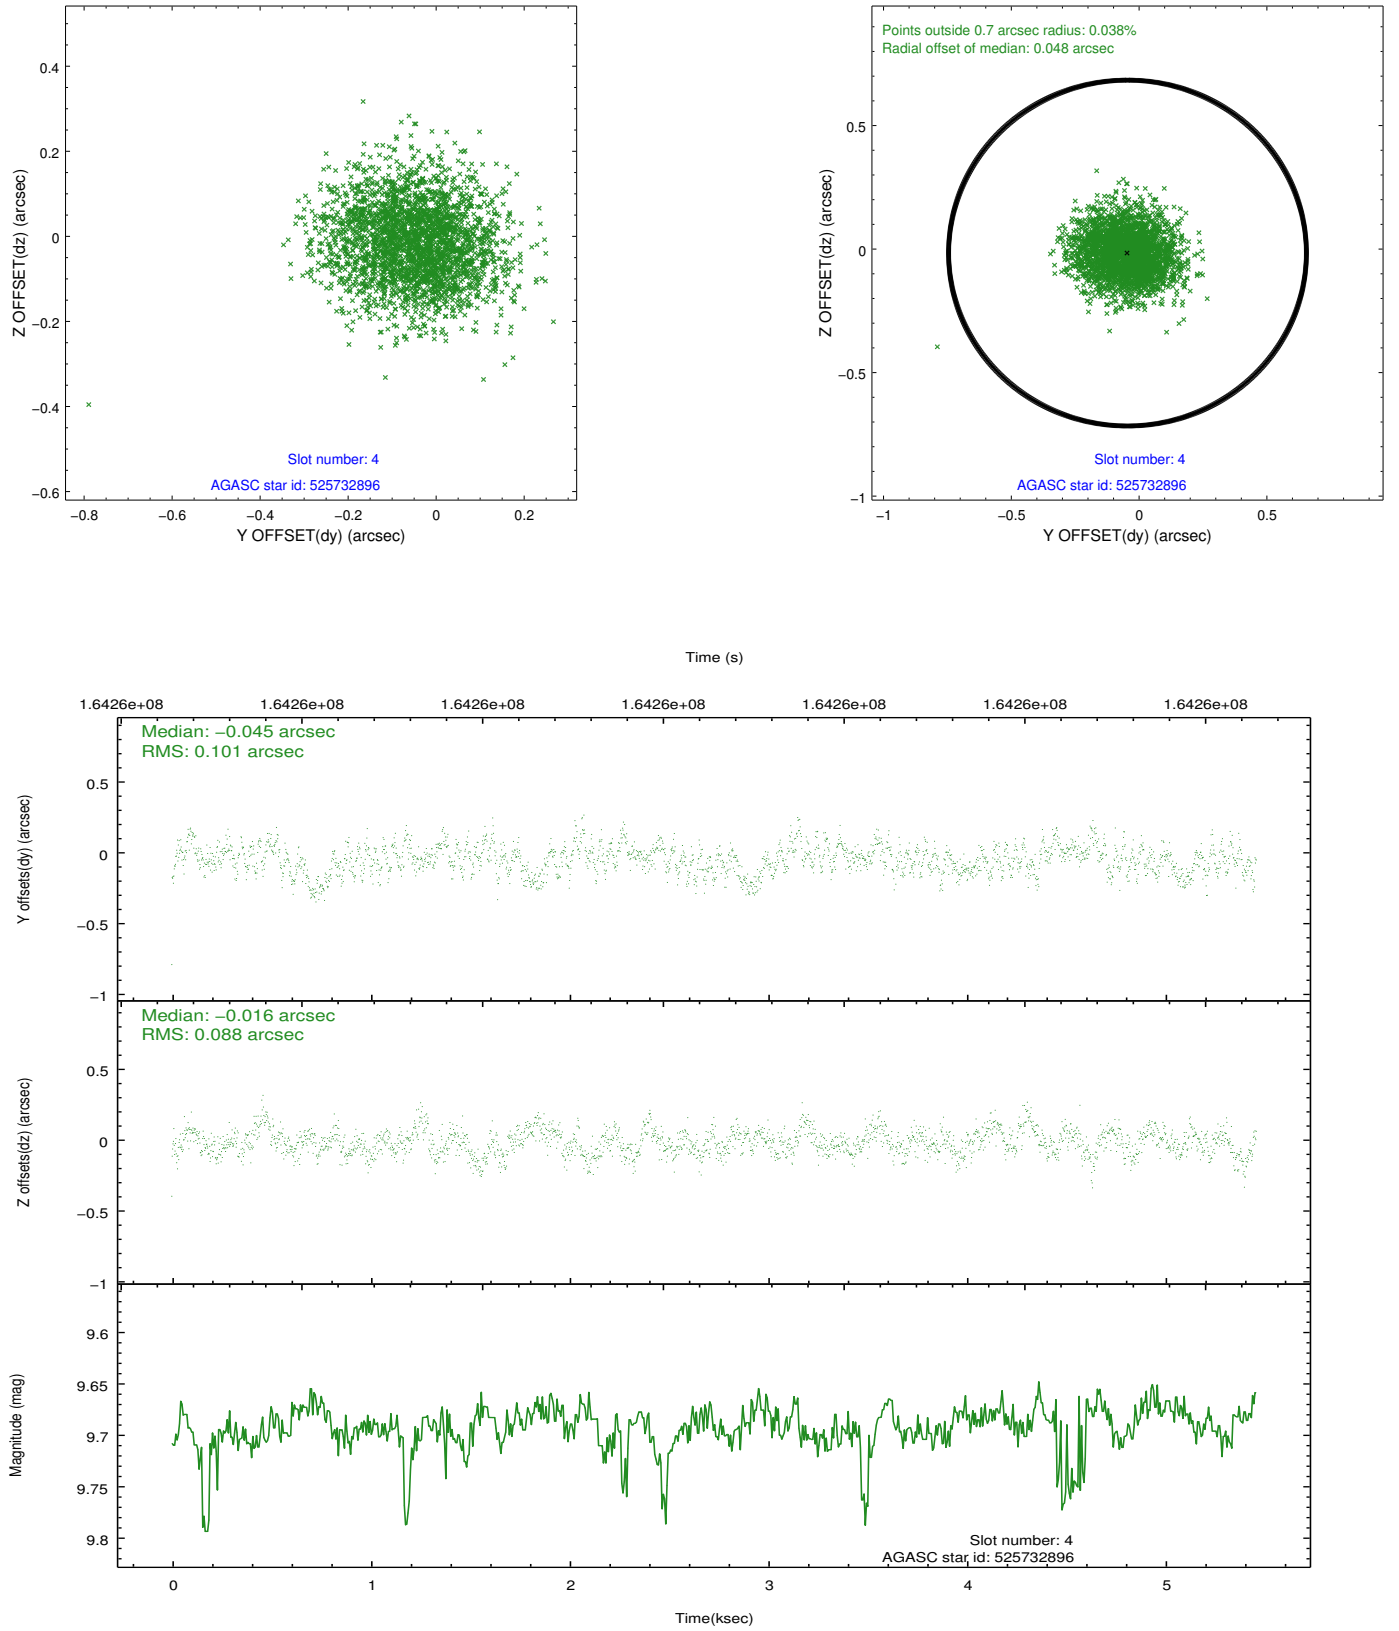 Points outside 0.7 arcsec radius: 0.038%
Radial offset of median: 0.048 arcsec
0.4
0.2
0
−0.2
−0.4
−0.6
Z OFFSET(dz) (arcsec)
Slot number: 4
AGASC star id: 525732896
−0.8
−0.6
−0.4
−0.2
0
0.2
Y OFFSET(dy) (arcsec)
0.5
0
−0.5
−1
Z OFFSET(dz) (arcsec)
Slot number: 4
AGASC star id: 525732896
−1
−0.5
0
0.5
Y OFFSET(dy) (arcsec)
Time (s)
1.6426e+08
1.6426e+08
1.6426e+08
1.6426e+08
1.6426e+08
1.6426e+08
1.6426e+08
Median: −0.045 arcsec
RMS: 0.101 arcsec
0.5
0
−0.5
−1
Y offsets(dy) (arcsec)
Median: −0.016 arcsec
RMS: 0.088 arcsec
0.5
0
−0.5
−1
Z offsets(dz) (arcsec)
9.6
9.65
9.7
9.75
9.8
Magnitude (mag)
Slot number: 4
AGASC star id: 525732896
0
1
2
3
4
5
Time(ksec)